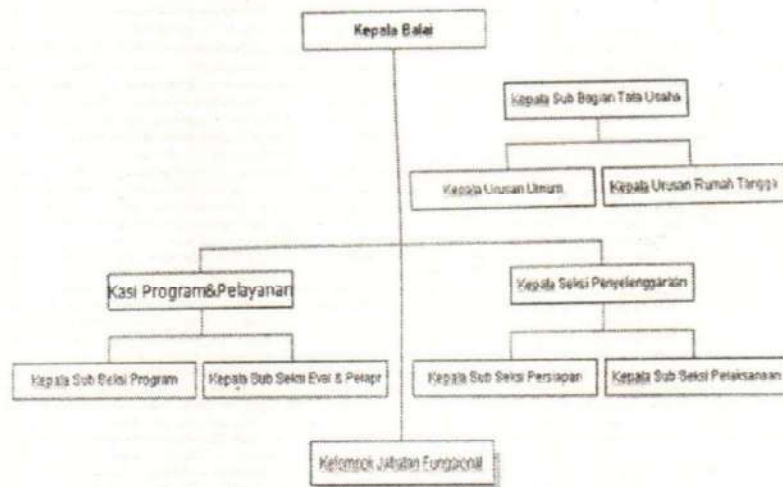 Kepala Balai
Kepala Sub Bagian Tata Usaha
Kepala Urusan Umum
Kepala Urusan Rumah Tangga
Kasi Program&Pelayanan
Kepala Seksi Penyelenggaraan
Kepala Sub Seksi Program
Kepala Sub Seksi Eval & Pelapr
Kepala Sub Seksi Persiapan
Kepala Sub Seksi Pelaksanaan
Kelompok Jabatan Fungsional